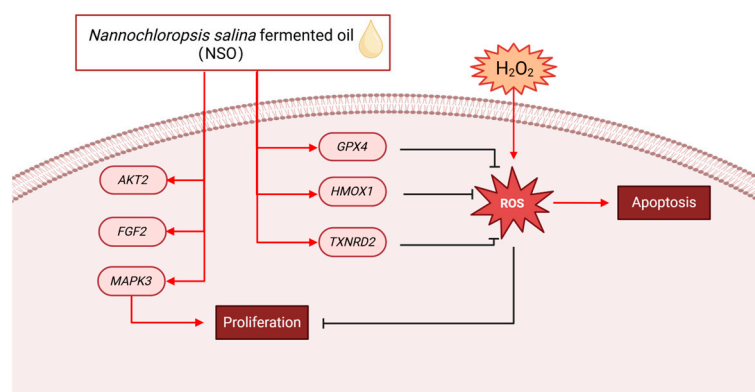 Nannochloropsis salina fermented oil
(NSO)
H₂O₂
GPX4
AKT2
HMOX1
ROS
Apoptosis
FGF2
TXNRD2
MAPK3
Proliferation